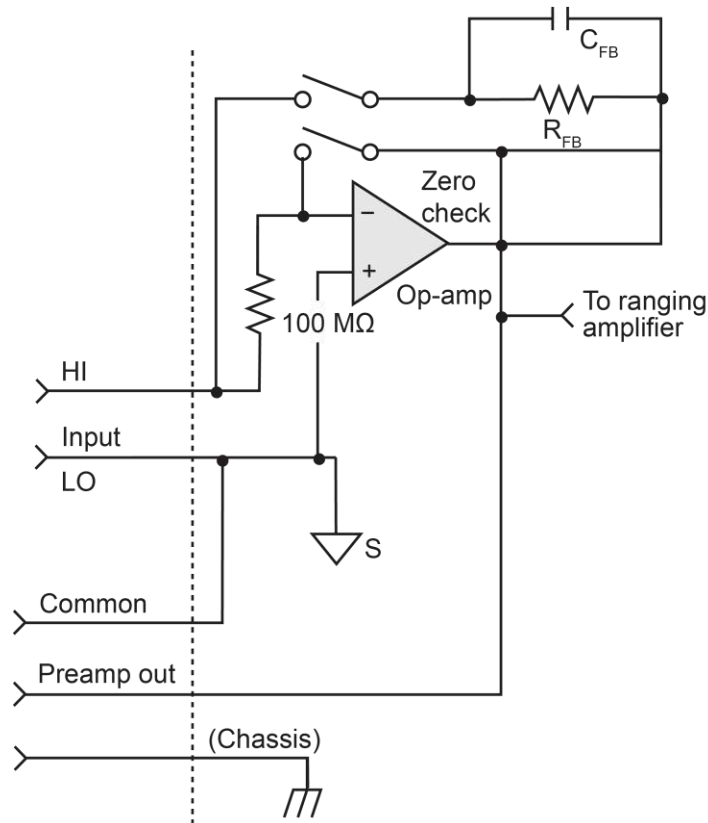 C_FB
R_FB
Zero
check
−
+
Op-amp
100 MΩ
To ranging
amplifier
HI
Input
LO
S
Common
Preamp out
(Chassis)